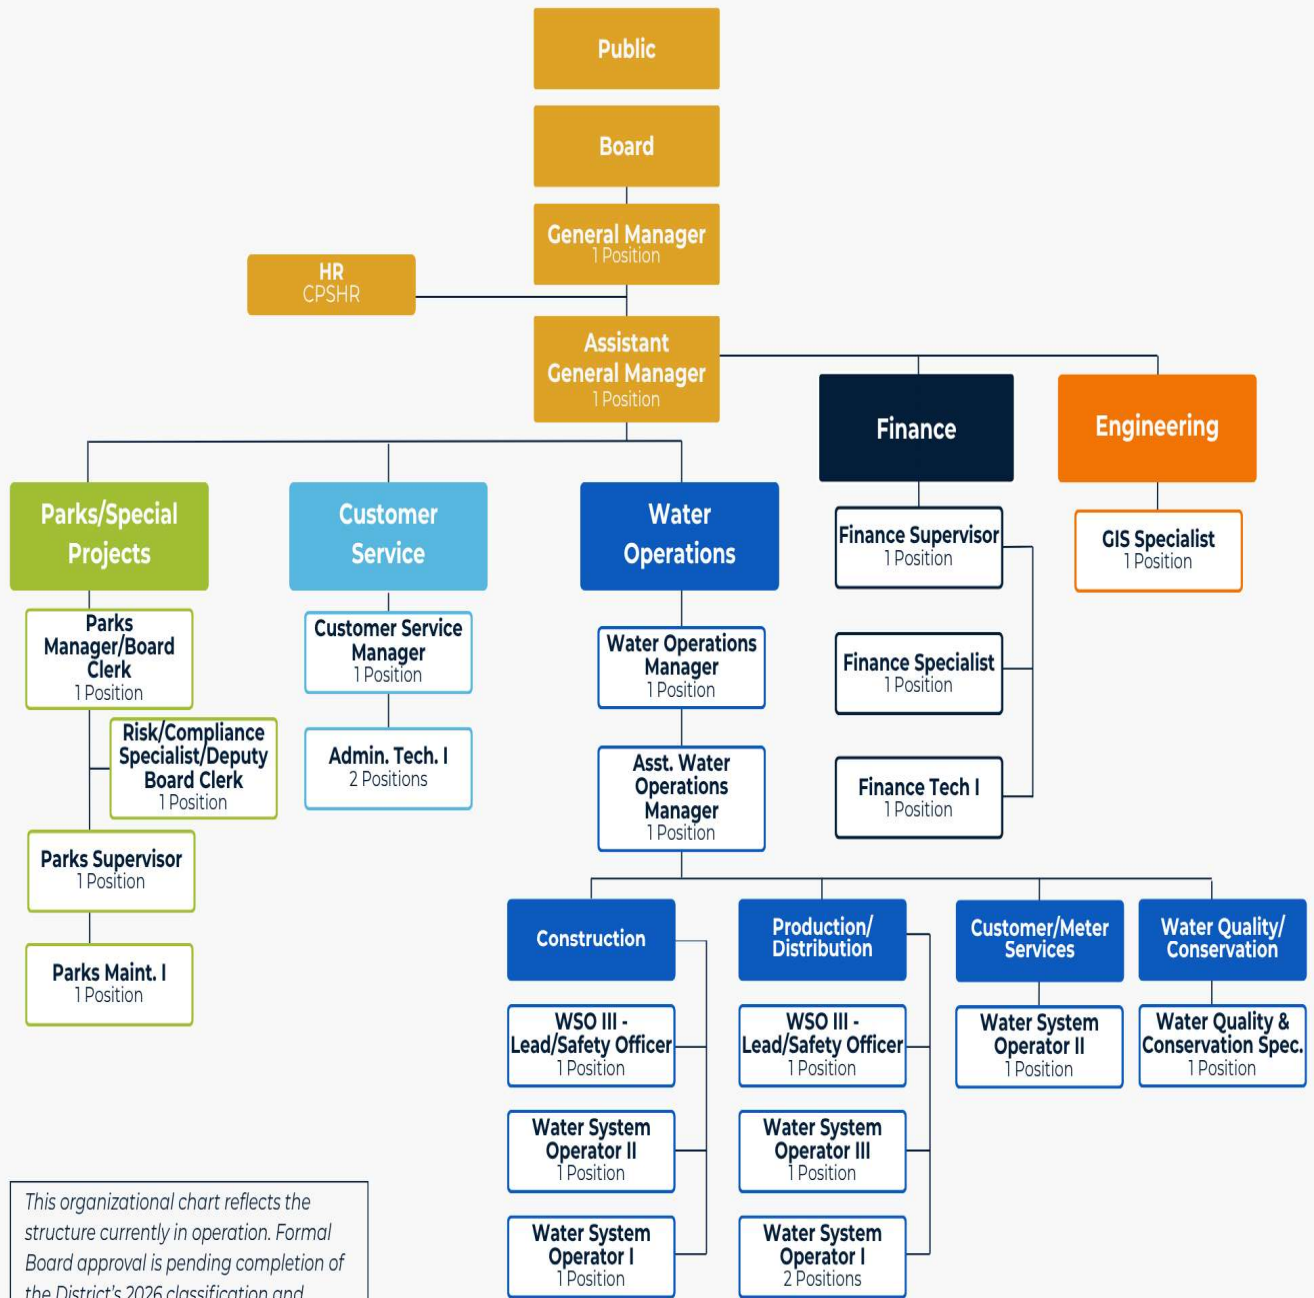 Public
Board
General Manager
1 Position
HR
CPSHR
Assistant
General Manager
1 Position
Finance
Engineering
Parks/Special
Projects
Customer
Service
Water
Operations
Finance Supervisor
1 Position
GIS Specialist
1 Position
Parks
Manager/Board
Clerk
1 Position
Customer Service
Manager
1 Position
Water Operations
Manager
1 Position
Finance Specialist
1 Position
Risk/Compliance
Specialist/Deputy
Board Clerk
1 Position
Admin. Tech. I
2 Positions
Asst. Water
Operations
Manager
1 Position
Finance Tech I
1 Position
Parks Supervisor
1 Position
Parks Maint. I
1 Position
Construction
Production/
Distribution
Customer/Meter
Services
Water Quality/
Conservation
WSO III -
Lead/Safety Officer
1 Position
WSO III -
Lead/Safety Officer
1 Position
Water System
Operator II
1 Position
Water Quality &
Conservation Spec.
1 Position
Water System
Operator II
1 Position
Water System
Operator III
1 Position
Water System
Operator I
1 Position
Water System
Operator I
2 Positions
This organizational chart reflects the
structure currently in operation. Formal
Board approval is pending completion of
the District's 2026 classification and